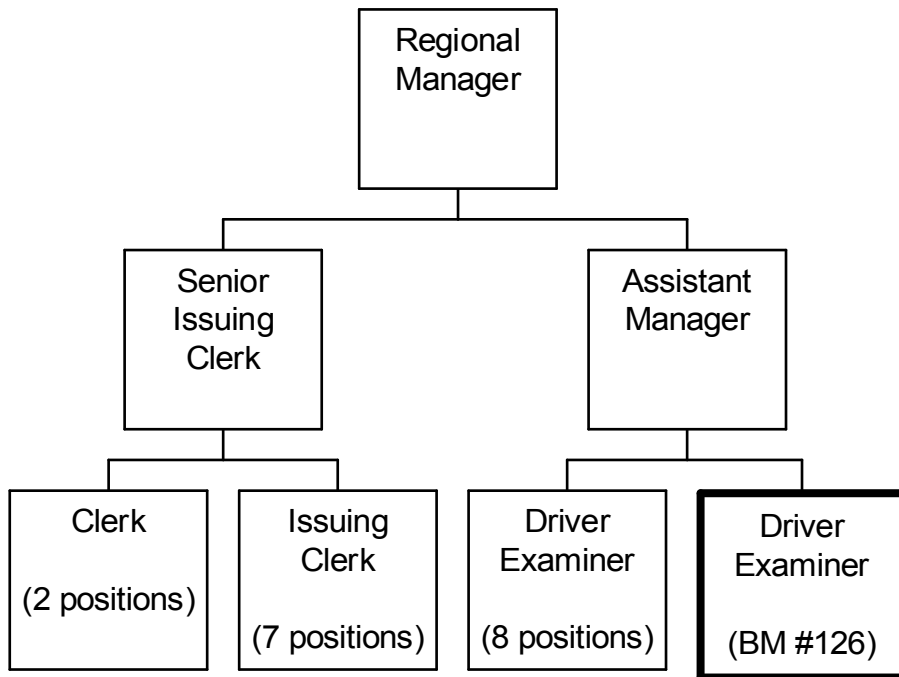 Regional
Manager
Senior
Issuing
Clerk
Assistant
Manager
Clerk
(2 positions)
Issuing
Clerk
(7 positions)
Driver
Examiner
(8 positions)
Driver
Examiner
(BM #126)